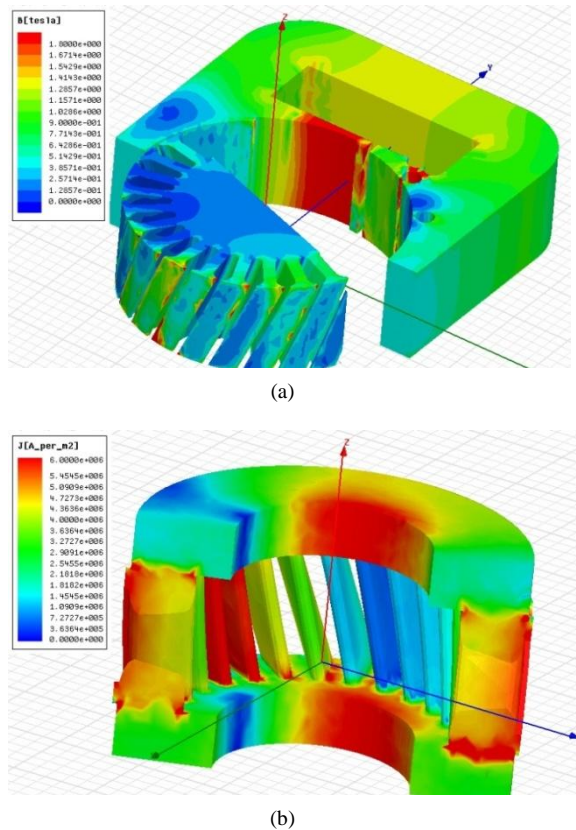 B[tesla]
1.8000e+000
1.6714e+000
1.5429e+000
1.4143e+000
1.2857e+000
1.1571e+000
1.0286e+000
9.0000e-001
7.7143e-001
6.4286e-001
5.1429e-001
3.8571e-001
2.5714e-001
1.2857e-001
0.0000e+000
Z
Y
(a)
J[A_per_m2]
6.0000e+006
5.4545e+006
5.0909e+006
4.7273e+006
4.3636e+006
4.0000e+006
3.6364e+006
3.2727e+006
2.9091e+006
2.5455e+006
2.1818e+006
1.8182e+006
1.4545e+006
1.0909e+006
7.2727e+005
3.6364e+005
0.0000e+000
Z
(b)